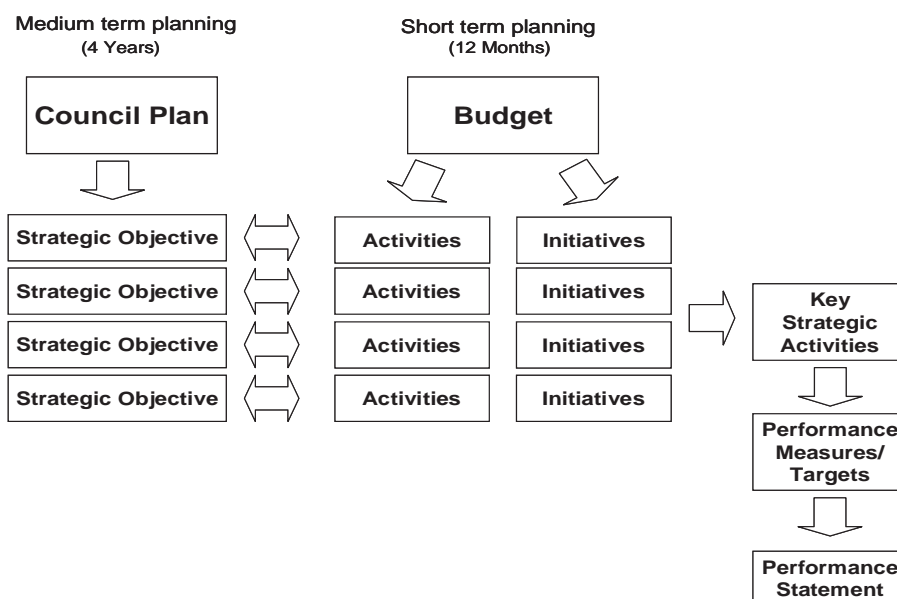 Medium term planning
(4 Years)
Short term planning
(12 Months)
Council Plan
Budget
Strategic Objective
Activities
Initiatives
Strategic Objective
Activities
Initiatives
Strategic Objective
Activities
Initiatives
Strategic Objective
Activities
Initiatives
Key
Strategic
Activities
Performance
Measures/
Targets
Performance
Statement